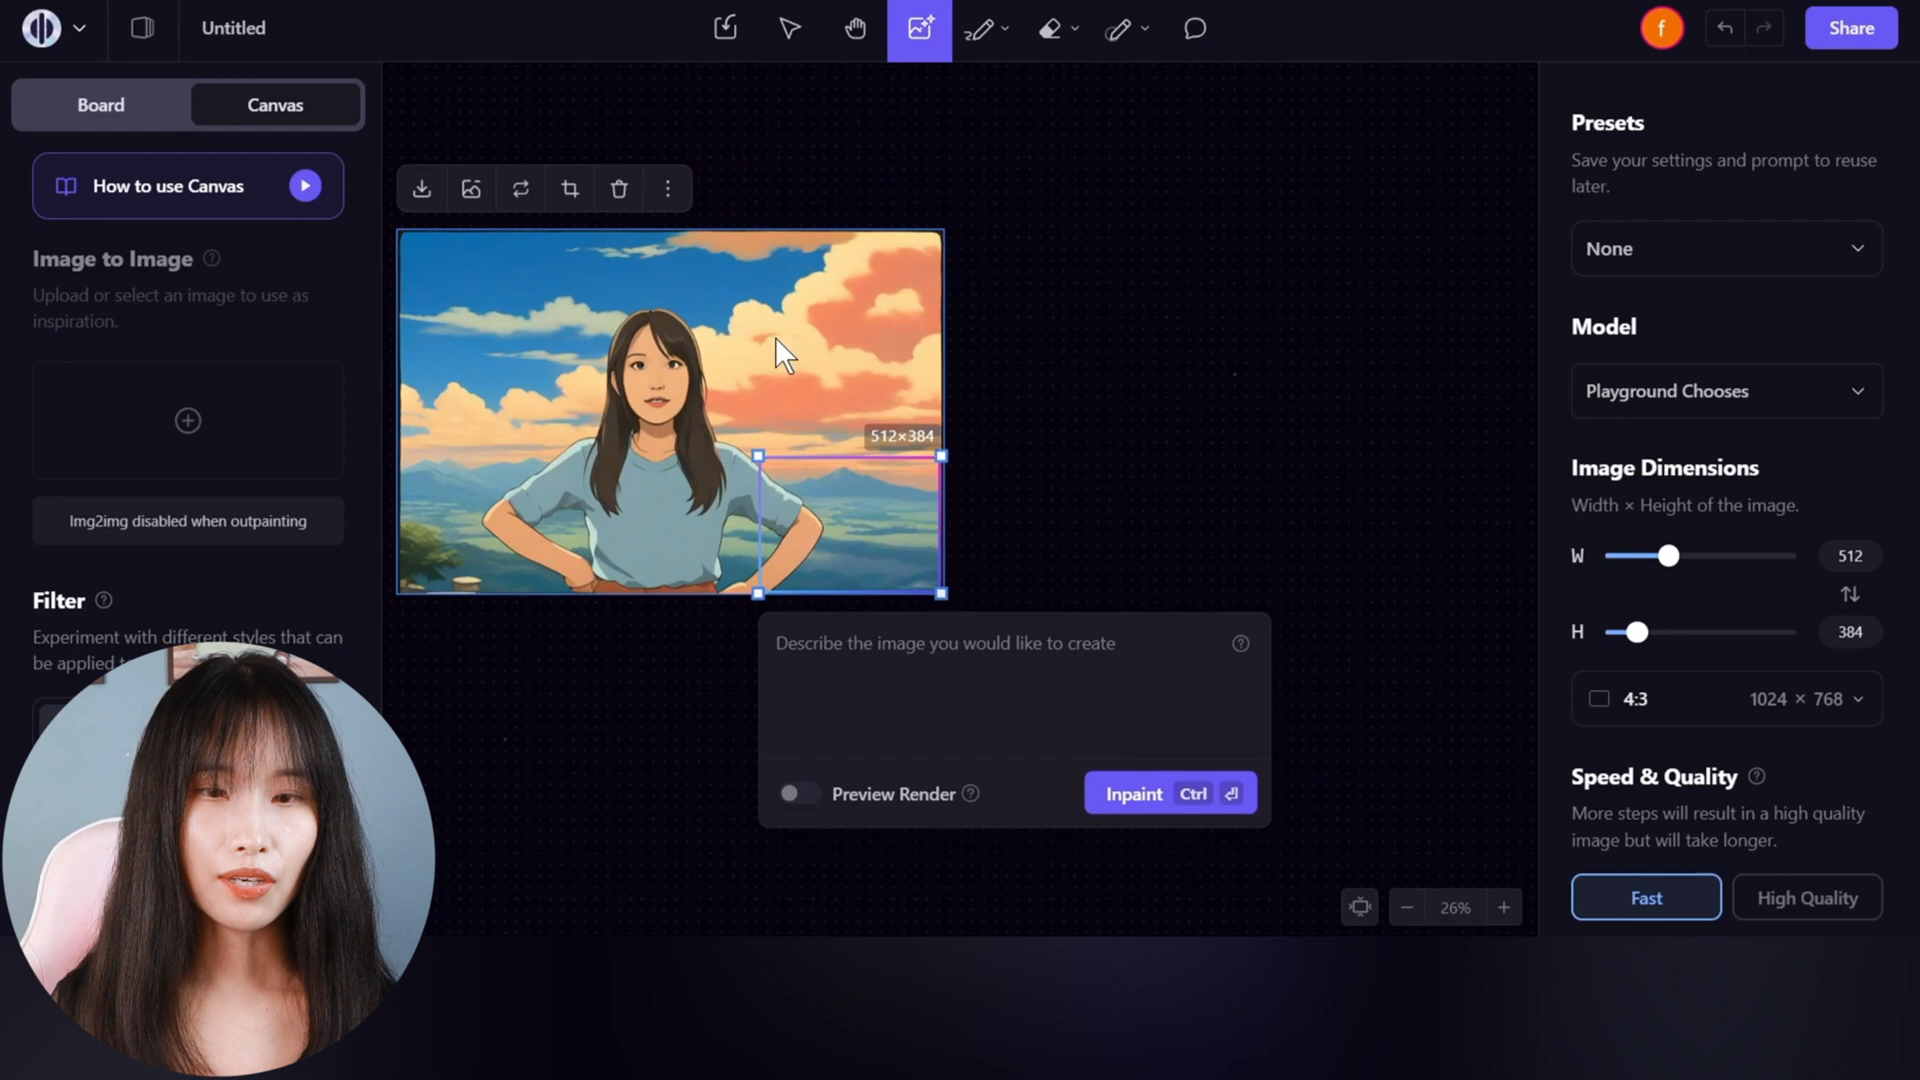 Untitled
f
Share
Board
Canvas
How to use Canvas
Image to Image
Upload or select an image to use as
inspiration.
Img2img disabled when outpainting
Filter
Experiment with different styles that can
be applied
512×384
Describe the image you would like to create
Preview Render
Inpaint Ctrl
26%
Presets
Save your settings and prompt to reuse
later.
None
Model
Playground Chooses
Image Dimensions
Width × Height of the image.
W 512
H 384
4:3 1024 × 768
Speed & Quality
More steps will result in a high quality
image but will take longer.
Fast
High Quality